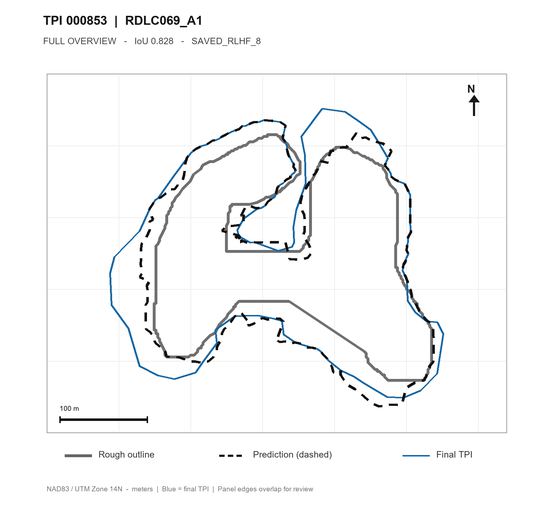 TPI 000853 | RDLC069_A1
FULL OVERVIEW - IoU 0.828 - SAVED_RLHF_8
N
100 m
Rough outline
Prediction (dashed)
Final TPI
NAD83 / UTM Zone 14N - meters | Blue = final TPI | Panel edges overlap for review